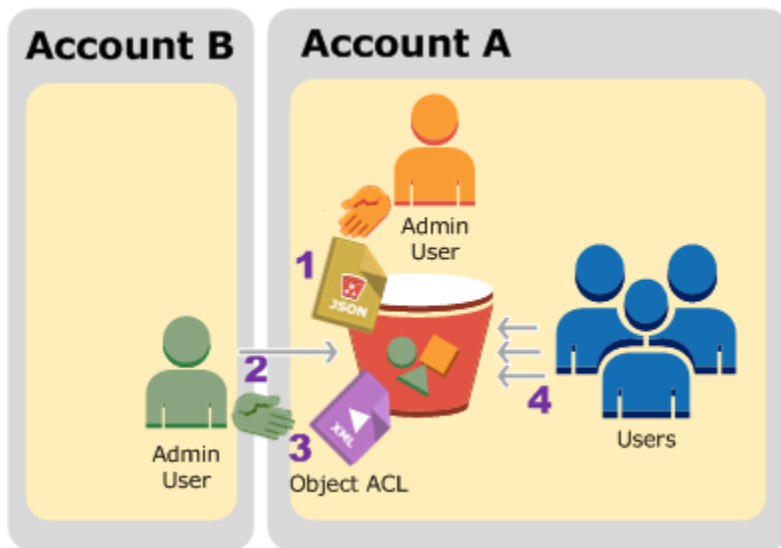 Account B
Account A
Admin
User
1
JSON
2
4
Users
Admin
User
3
XML
Object ACL